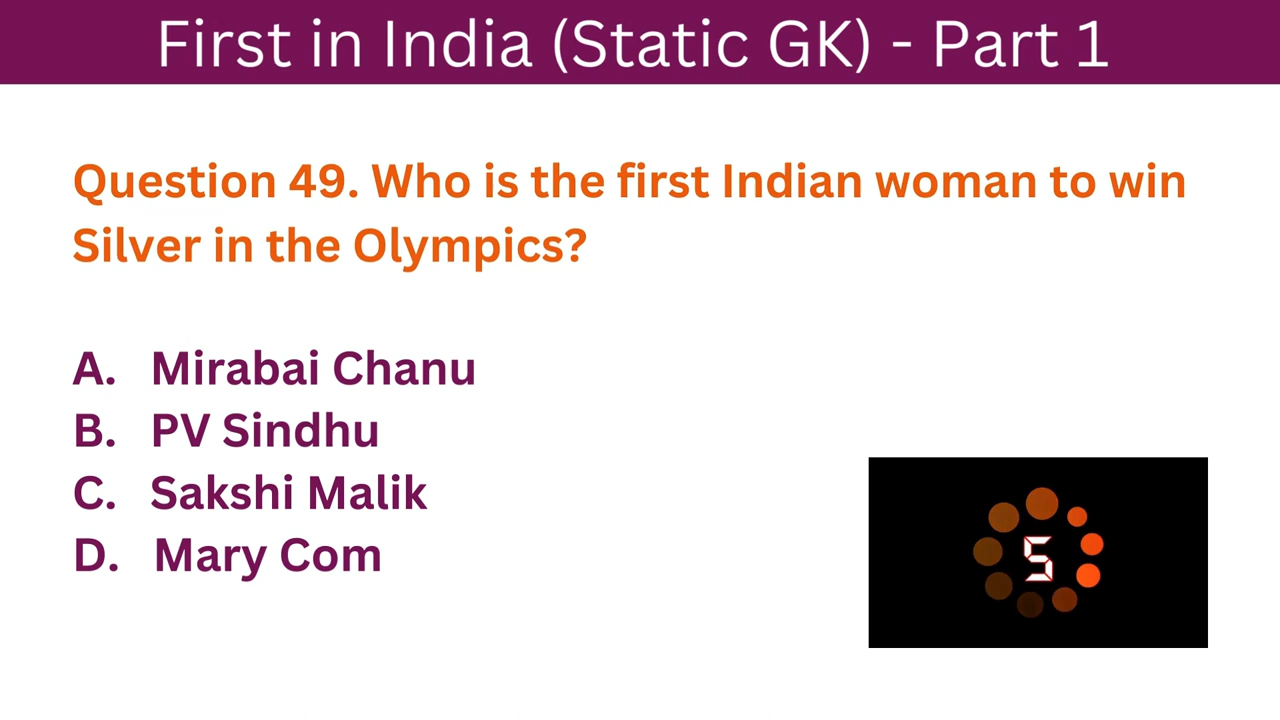 First in India (Static GK) - Part 1
Question 49. Who is the first Indian woman to win
Silver in the Olympics?
A. Mirabai Chanu
B. PV Sindhu
C. Sakshi Malik
D. Mary Com
5